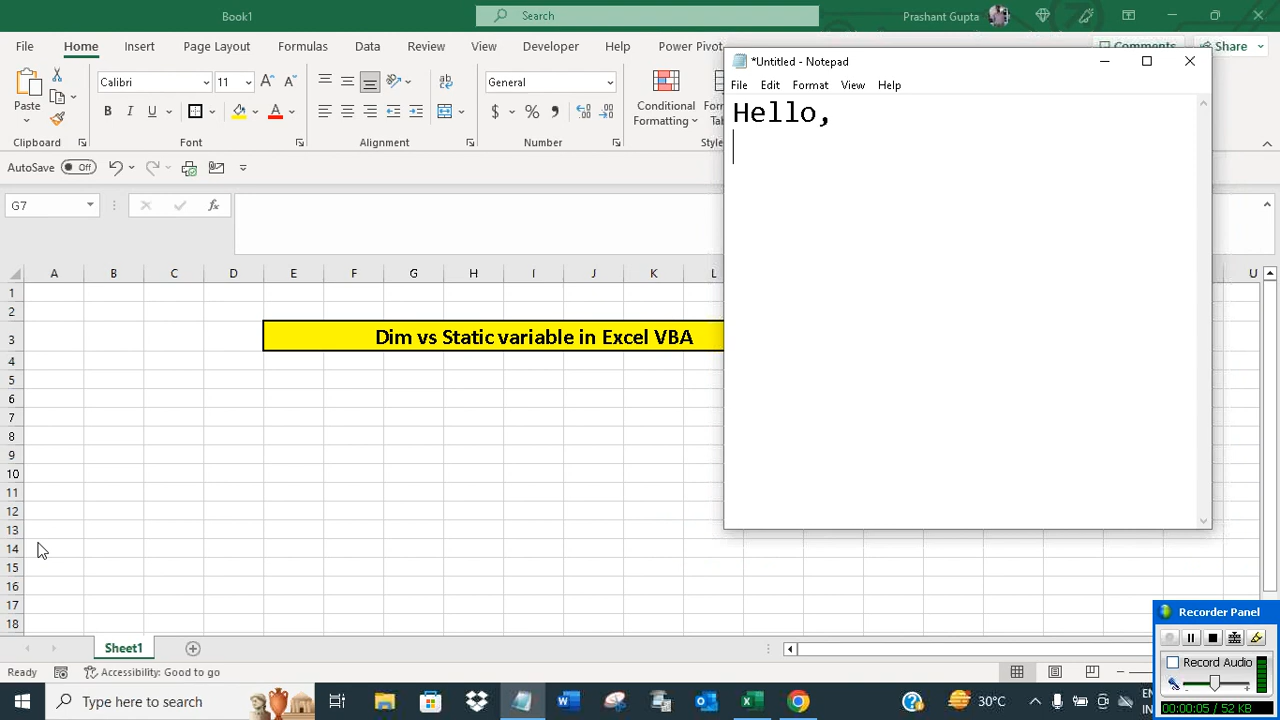 Book1
Search
Prashant Gupta
File Home Insert Page Layout Formulas Data Review View Developer Help Power Pivot
Comments Share
*Untitled - Notepad
File Edit Format View Help
Hello,
Paste
Calibri 11
B I U
General
Conditional
Formatting
Clipboard Font Alignment Number
AutoSave Off
G7
fx
A B C D E F G H I J K L U
1
2
3 Dim vs Static variable in Excel VBA
4
5
6
7
8
9
10
11
12
13
14
15
16
17
18
Sheet1
Ready Accessibility: Good to go
Recorder Panel
Record Audio
00:00:05 / 52 KB
Type here to search
30°C